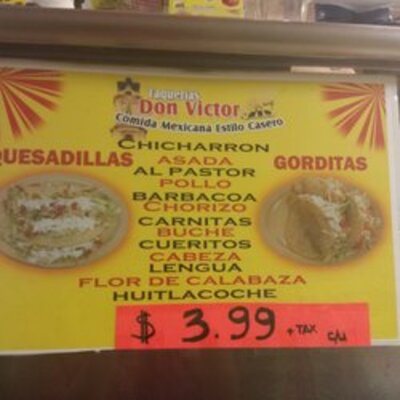 Taquerias
Don Victor
Comida Mexicana Estilo Casero
QUESADILLAS
GORDITAS
CHICHARRON
ASADA
AL PASTOR
POLLO
BARBACOA
CHORIZO
CARNITAS
BUCHE
CUERITOS
CABEZA
LENGUA
FLOR DE CALABAZA
HUITLACOCHE
$ 3.99 + TAX c/u